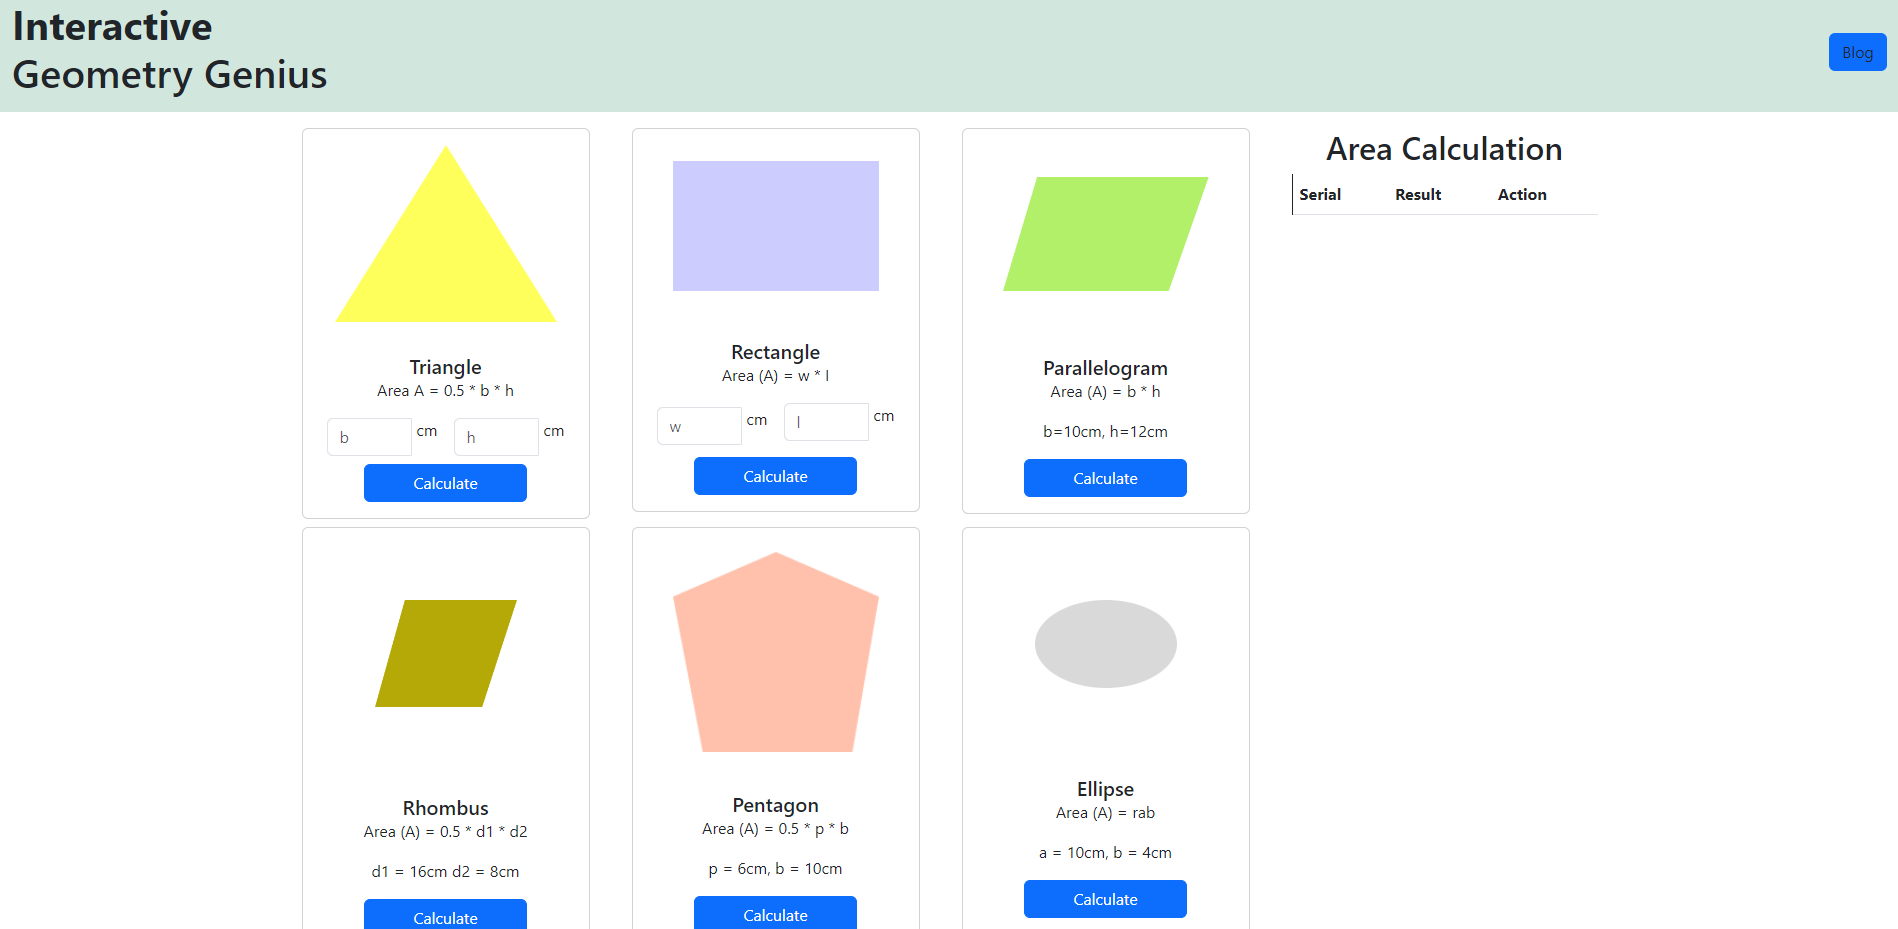 Interactive
Geometry Genius
Blog
Triangle
Area A = 0.5 * b * h
b cm h cm
Calculate
Rectangle
Area (A) = w * l
w cm l cm
Calculate
Parallelogram
Area (A) = b * h
b=10cm, h=12cm
Calculate
Area Calculation
Serial Result Action
Rhombus
Area (A) = 0.5 * d1 * d2
d1 = 16cm d2 = 8cm
Calculate
Pentagon
Area (A) = 0.5 * p * b
p = 6cm, b = 10cm
Calculate
Ellipse
Area (A) = rab
a = 10cm, b = 4cm
Calculate